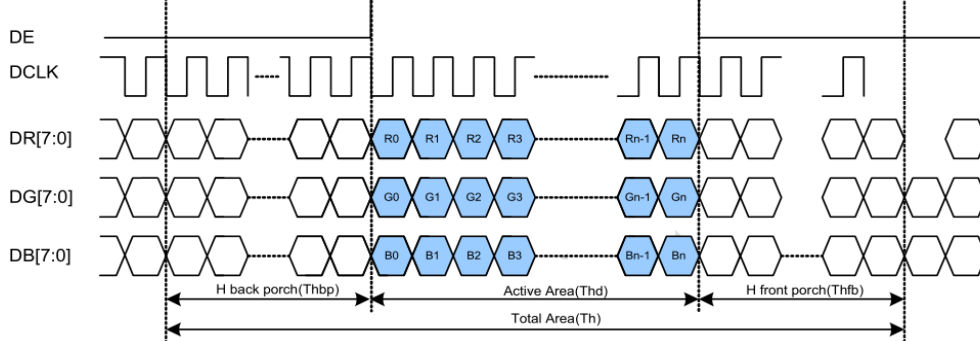 DE
DCLK
DR[7:0] R0 R1 R2 R3 Rn-1 Rn
DG[7:0] G0 G1 G2 G3 Gn-1 Gn
DB[7:0] B0 B1 B2 B3 Bn-1 Bn
H back porch(Thbp) Active Area(Thd) H front porch(Thfb)
Total Area(Th)